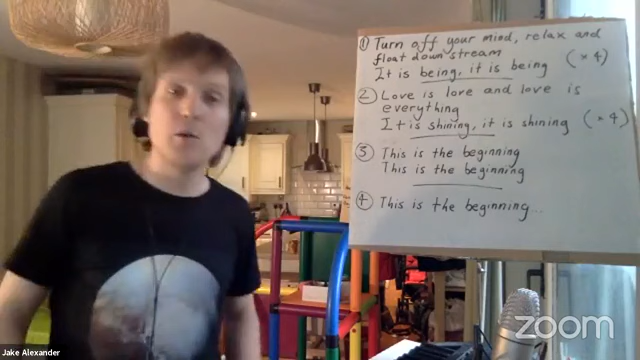 ① Turn off your mind, relax and
float down stream
It is being, it is being (×4)
② Love is love and love is
everything
It is shining, it is shining (×4)
③ This is the beginning
This is the beginning
④ This is the beginning...
Jake Alexander
zoom